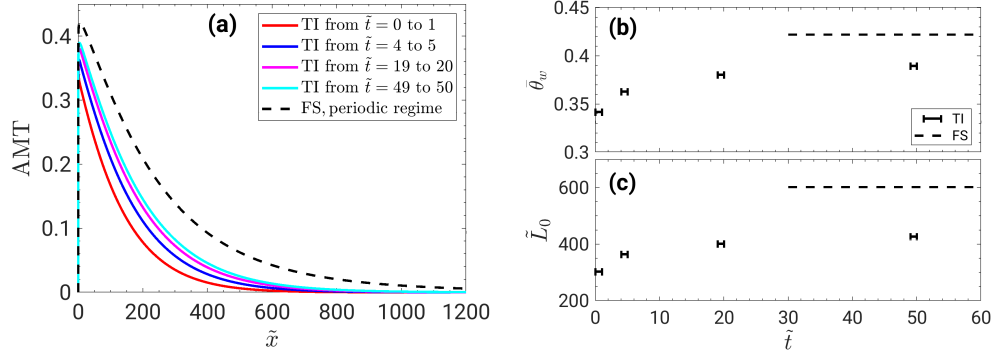 (a)
TI from t̃ = 0 to 1
TI from t̃ = 4 to 5
TI from t̃ = 19 to 20
TI from t̃ = 49 to 50
FS, periodic regime
AMT
0.4
0.3
0.2
0.1
0
0 200 400 600 800 1000 1200
x̃
(b)
θ̄_w
0.45
0.4
0.35
0.3
TI
FS
(c)
L̃₀
600
400
200
0 10 20 30 40 50 60
t̃